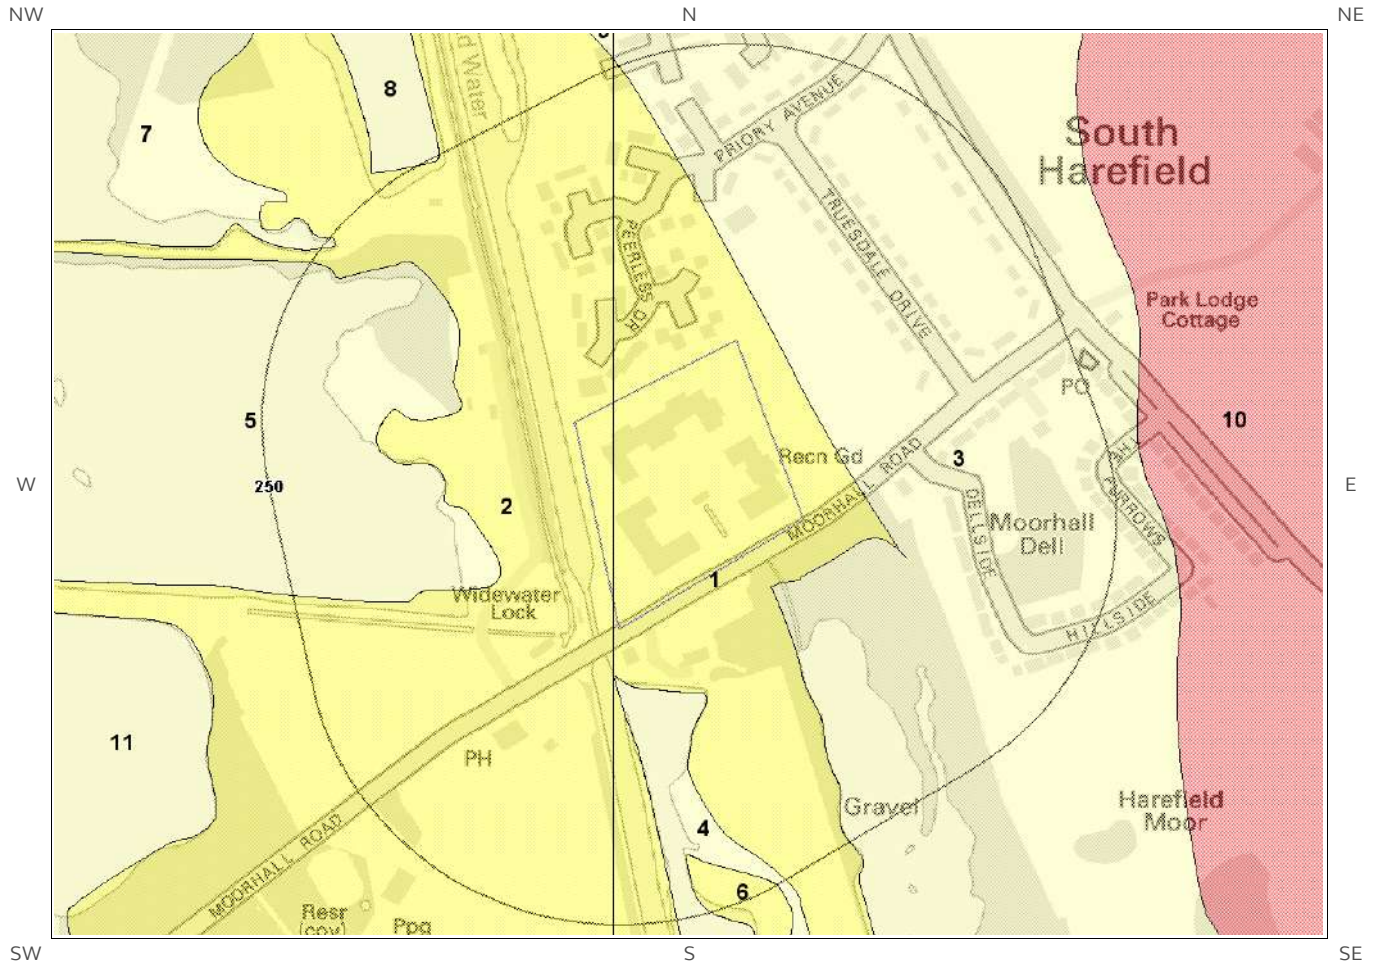 NW
N
NE
d Water
8
7
PRIORY AVENUE
South
Harefield
TRUESDALE DRIVE
PEERLESS DR
Park Lodge
Cottage
PO
5
10
Recn Gd
3
MOORHALL ROAD
W
250
E
2
FURROWS
DELLSIDE
Moorhall
Dell
1
Widewater
Lock
HILLSIDE
11
PH
Gravel
Harefield
Moor
4
MOORHALL ROAD
6
Resr
(cov)
Ppg
SW
S
SE